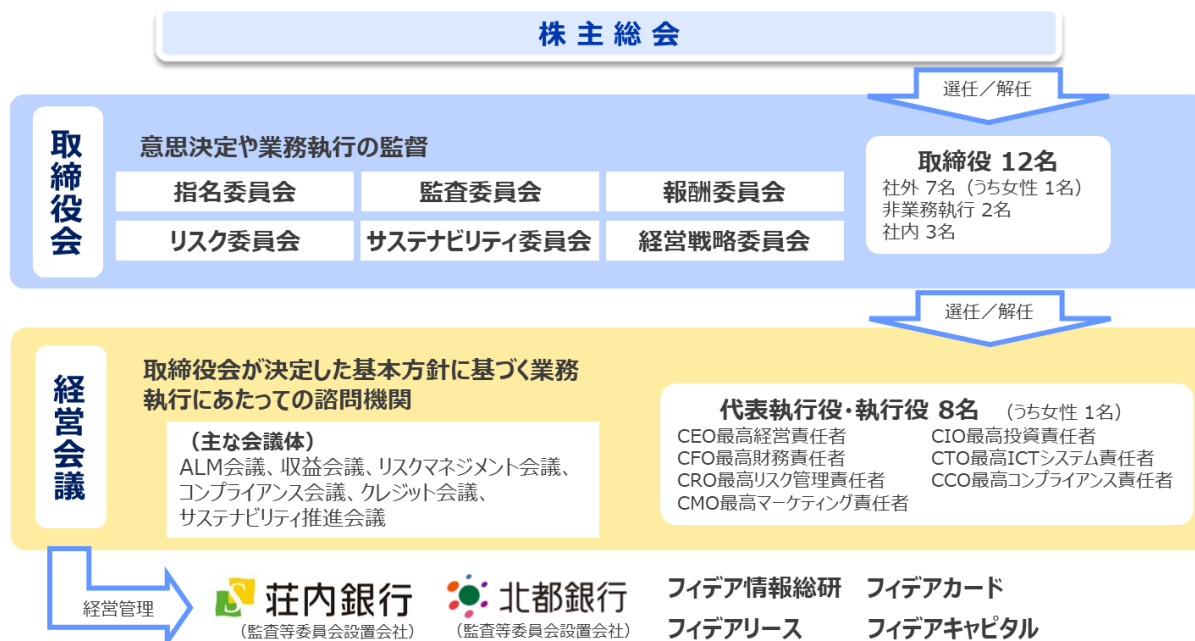 株主総会
選任／解任
取締役会
意思決定や業務執行の監督
指名委員会
監査委員会
報酬委員会
リスク委員会
サステナビリティ委員会
経営戦略委員会
取締役 12名
社外 7名（うち女性 1名）
非業務執行 2名
社内 3名
選任／解任
経営会議
取締役会が決定した基本方針に基づく業務
執行にあたっての諮問機関
（主な会議体）
ALM会議、収益会議、リスクマネジメント会議、
コンプライアンス会議、クレジット会議、
サステナビリティ推進会議
代表執行役・執行役 8名 （うち女性 1名）
CEO最高経営責任者
CFO最高財務責任者
CRO最高リスク管理責任者
CMO最高マーケティング責任者
CIO最高投資責任者
CTO最高ICTシステム責任者
CCO最高コンプライアンス責任者
経営管理
荘内銀行
（監査等委員会設置会社）
北都銀行
（監査等委員会設置会社）
フィデア情報総研
フィデアカード
フィデアリース
フィデアキャピタル